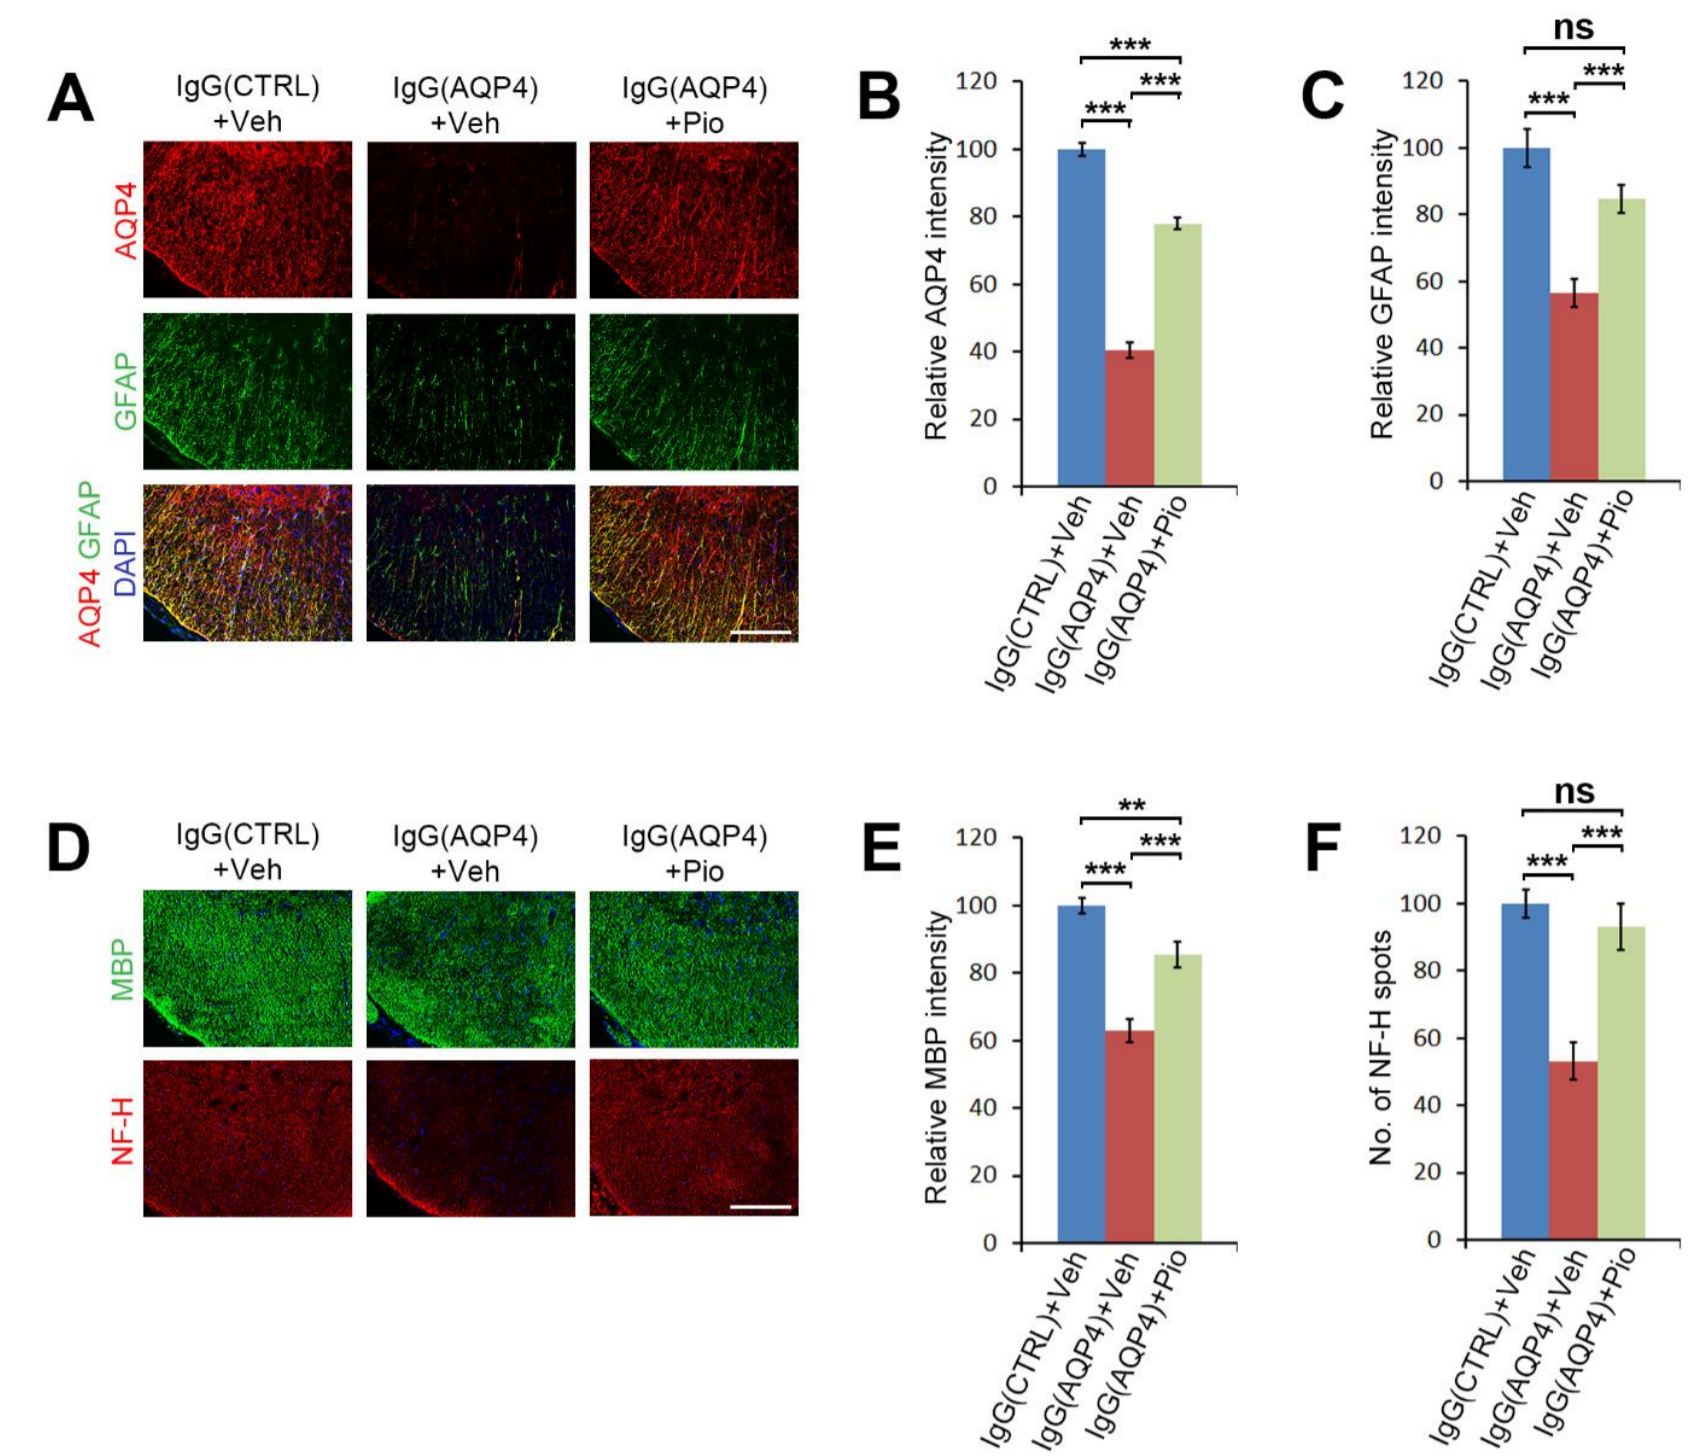 A
IgG(CTRL)
+Veh
IgG(AQP4)
+Veh
IgG(AQP4)
+Pio
AQP4
GFAP
AQP4 GFAP
DAPI
B
***
***
***
120
100
80
60
40
20
0
Relative AQP4 intensity
IgG(CTRL)+Veh
IgG(AQP4)+Veh
IgG(AQP4)+Pio
C
ns
***
***
120
100
80
60
40
20
0
Relative GFAP intensity
IgG(CTRL)+Veh
IgG(AQP4)+Veh
IgG(AQP4)+Pio
D
IgG(CTRL)
+Veh
IgG(AQP4)
+Veh
IgG(AQP4)
+Pio
MBP
NF-H
E
**
***
***
120
100
80
60
40
20
0
Relative MBP intensity
IgG(CTRL)+Veh
IgG(AQP4)+Veh
IgG(AQP4)+Pio
F
ns
***
***
120
100
80
60
40
20
0
No. of NF-H spots
IgG(CTRL)+Veh
IgG(AQP4)+Veh
IgG(AQP4)+Pio